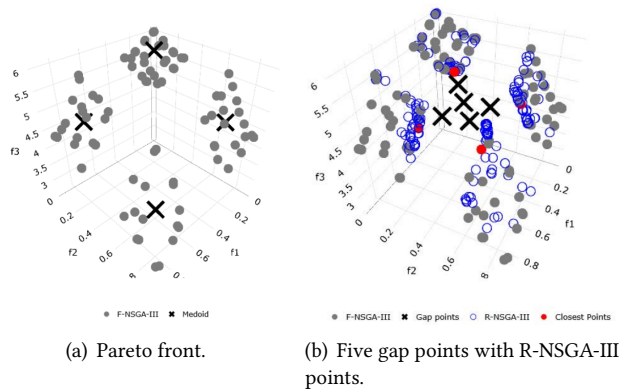 6
5.5
5
4.5
4
3.5
3
f3
0
0.2
0.4
0.6
f2
0
0.2
0.4
0.6
f1
F-NSGA-III Medoid
6
5.5
5
4.5
4
3.5
3
f3
0
0.2
0.4
0.6
8
f2
0
0.2
0.4
0.6
0.8
f1
F-NSGA-III Gap points R-NSGA-III Closest Points
(a) Pareto front.
(b) Five gap points with R-NSGA-III
points.